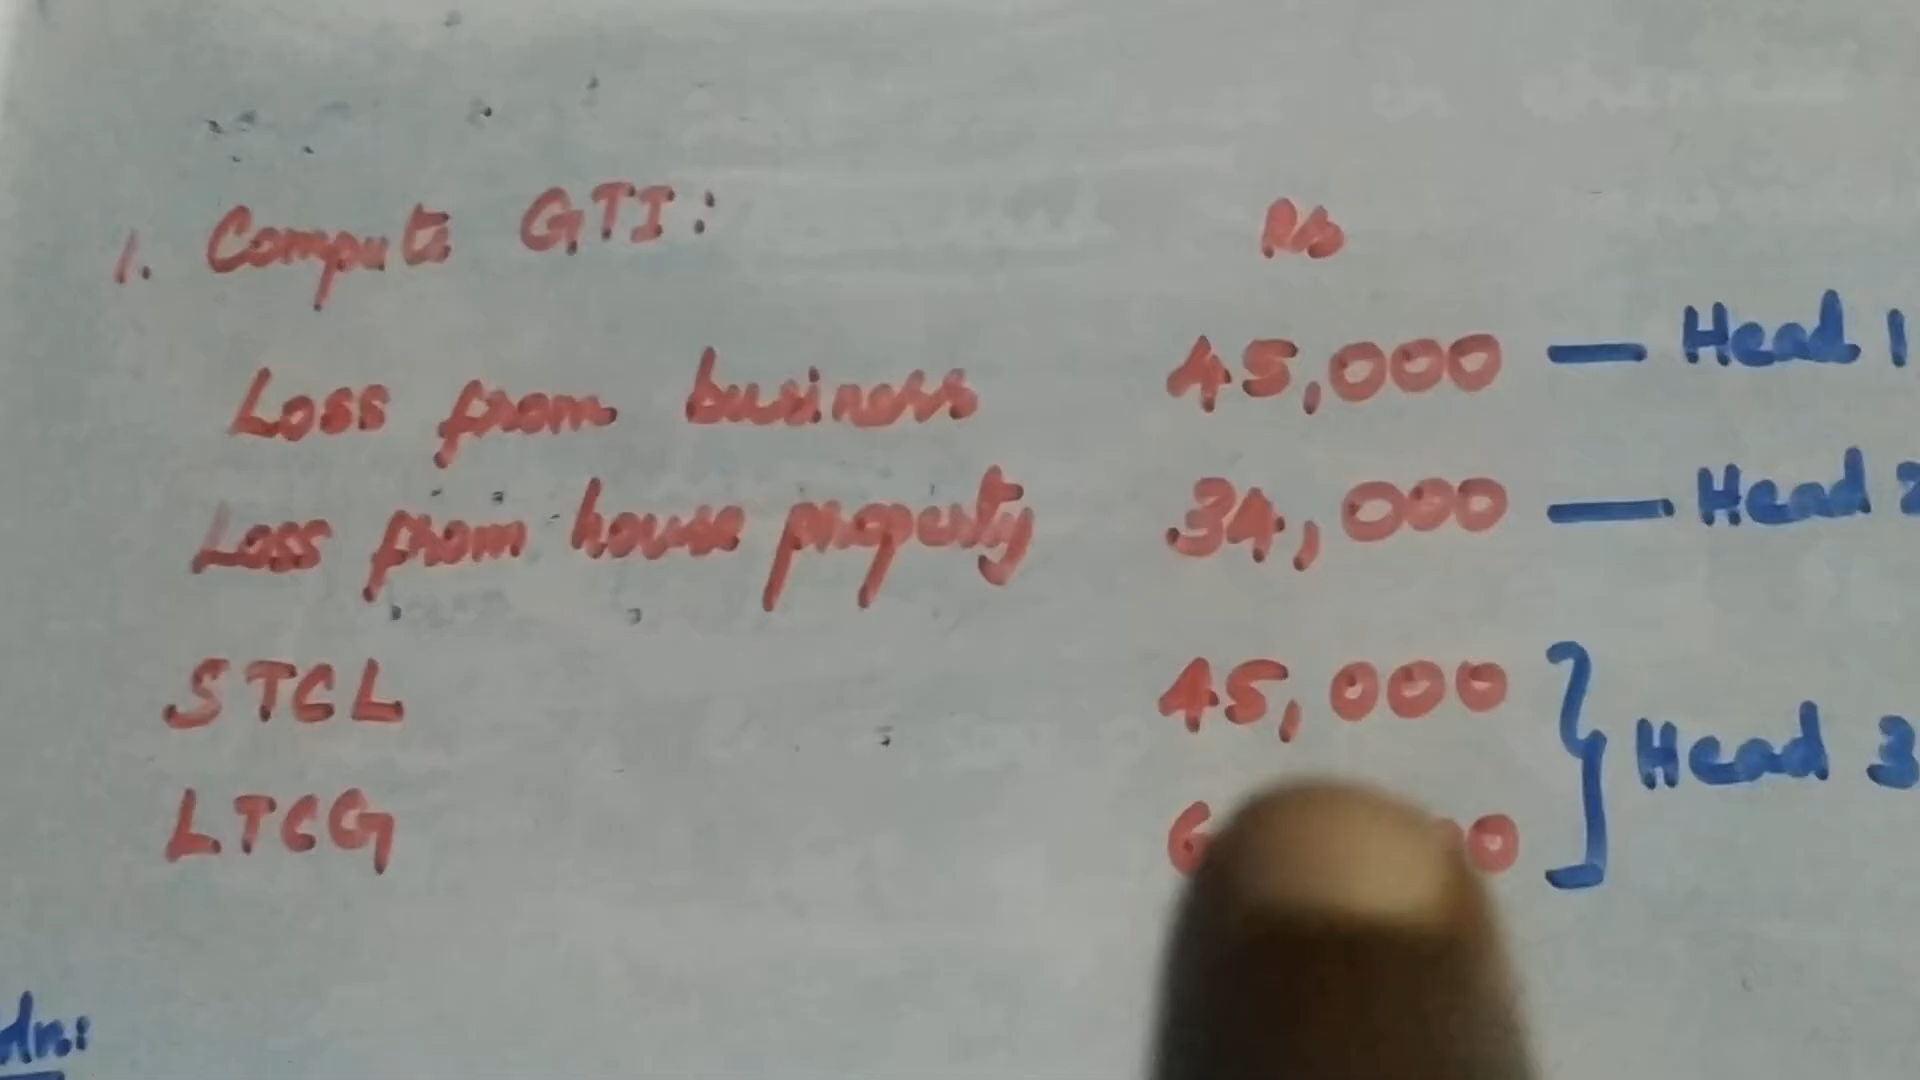 1. Compute GTI: Rs
Loss from business 45,000 — Head 1
Loss from house property 34,000 — Head 2
STCL 45,000
Head 3
LTCG